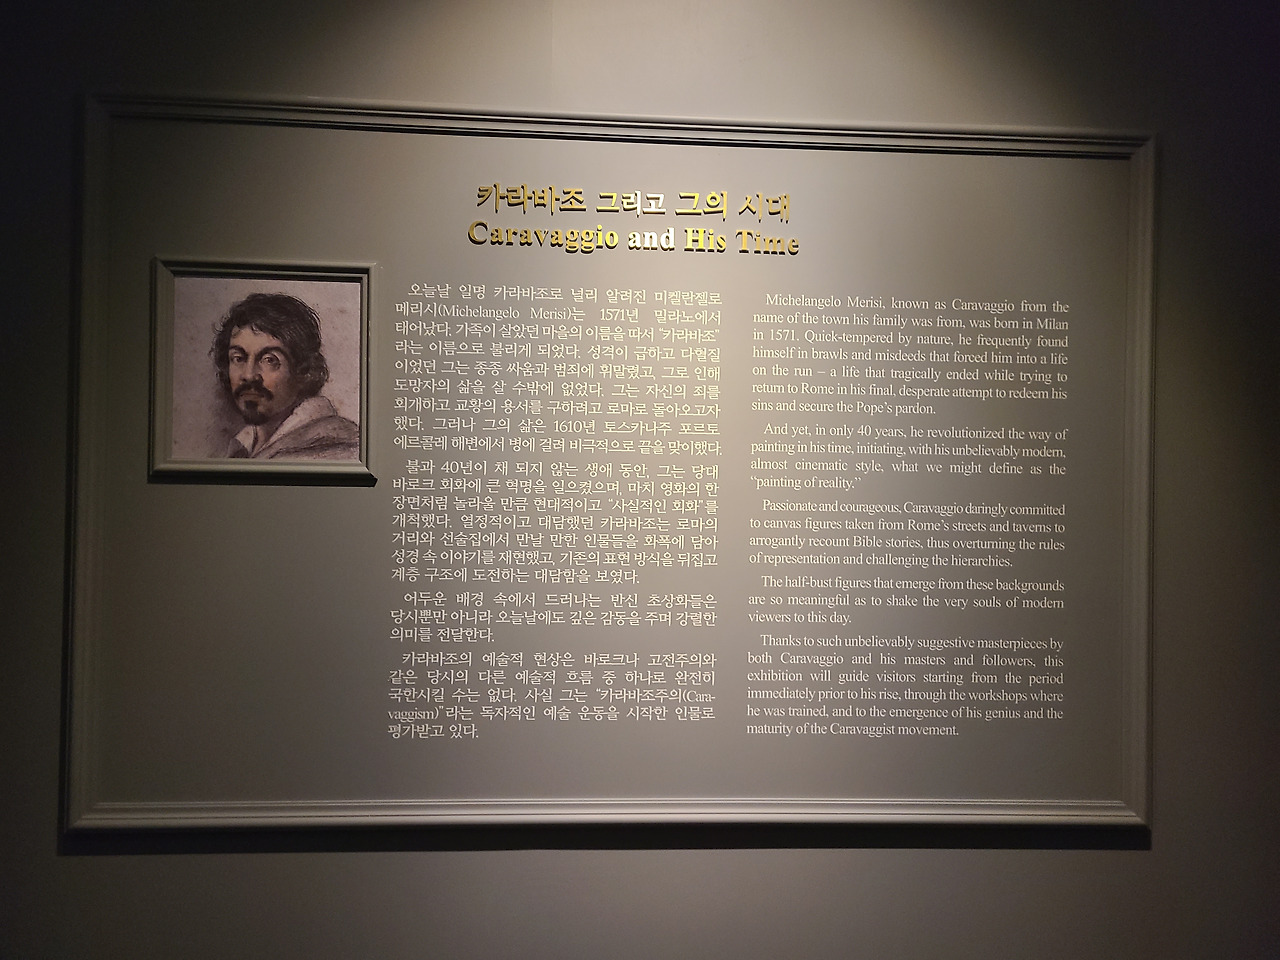 카라바조 그리고 그의 시대
Caravaggio and His Time
오늘날 일명 카라바조로 널리 알려진 미켈란젤로
메리시(Michelangelo Merisi)는 1571년 밀라노에서
태어났다. 가족이 살았던 마을의 이름을 따서 “카라바조”
라는 이름으로 불리게 되었다. 성격이 급하고 다혈질
이었던 그는 종종 싸움과 범죄에 휘말렸고, 그로 인해
도망자의 삶을 살 수밖에 없었다. 그는 자신의 죄를
회개하고 교황의 용서를 구하려고 로마로 돌아오고자
했다. 그러나 그의 삶은 1610년 토스카나주 포르토
에르콜레 해변에서 병에 걸려 비극적으로 끝을 맞이했다.
불과 40년이 채 되지 않는 생애 동안, 그는 당대
바로크 회화에 큰 혁명을 일으켰으며, 마치 영화의 한
장면처럼 놀라울 만큼 현대적이고 “사실적인 회화”를
개척했다. 열정적이고 대담했던 카라바조는 로마의
거리와 선술집에서 만날 만한 인물들을 화폭에 담아
성경 속 이야기를 재현했고, 기존의 표현 방식을 뒤집고
계층 구조에 도전하는 대담함을 보였다.
어두운 배경 속에서 드러나는 반신 초상화들은
당시뿐만 아니라 오늘날에도 깊은 감동을 주며 강렬한
의미를 전달한다.
카라바조의 예술적 현상은 바로크나 고전주의와
같은 당시의 다른 예술적 흐름 중 하나로 완전히
국한시킬 수는 없다. 사실 그는 “카라바조주의(Cara-
vaggism)”라는 독자적인 예술 운동을 시작한 인물로
평가받고 있다.
Michelangelo Merisi, known as Caravaggio from the
name of the town his family was from, was born in Milan
in 1571. Quick-tempered by nature, he frequently found
himself in brawls and misdeeds that forced him into a life
on the run – a life that tragically ended while trying to
return to Rome in his final, desperate attempt to redeem his
sins and secure the Pope’s pardon.
And yet, in only 40 years, he revolutionized the way of
painting in his time, initiating, with his unbelievably modern,
almost cinematic style, what we might define as the
“painting of reality.”
Passionate and courageous, Caravaggio daringly committed
to canvas figures taken from Rome’s streets and taverns to
arrogantly recount Bible stories, thus overturning the rules
of representation and challenging the hierarchies.
The half-bust figures that emerge from these backgrounds
are so meaningful as to shake the very souls of modern
viewers to this day.
Thanks to such unbelievably suggestive masterpieces by
both Caravaggio and his masters and followers, this
exhibition will guide visitors starting from the period
immediately prior to his rise, through the workshops where
he was trained, and to the emergence of his genius and the
maturity of the Caravaggist movement.